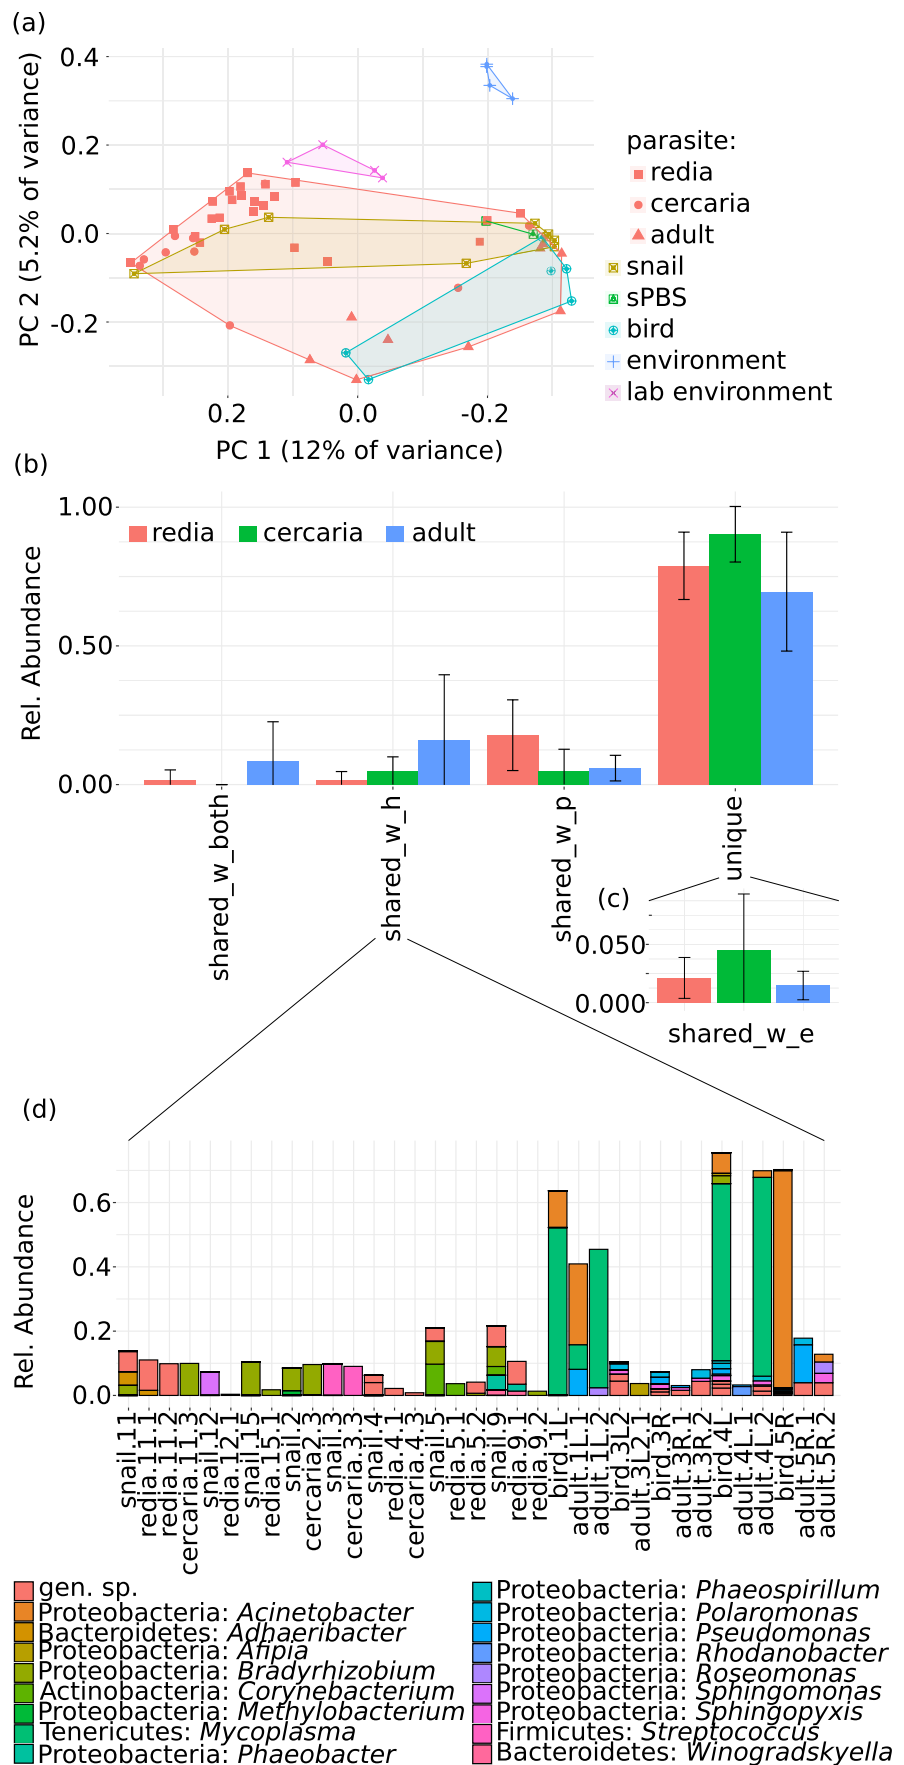 (a)
PC 2 (5.2% of variance)
0.4
0.2
0.0
-0.2
0.2
0.0
-0.2
PC 1 (12% of variance)
parasite:
redia
cercaria
adult
snail
sPBS
bird
environment
lab environment
(b)
Rel. Abundance
1.00
0.50
0.00
redia
cercaria
adult
shared_w_both
shared_w_h
shared_w_p
unique
(c)
0.050
0.000
shared_w_e
(d)
Rel. Abundance
0.6
0.4
0.2
0.0
snail.11
redia.11.1
redia.11.2
cercaria.11.3
snail.12
redia.12.1
snail.15
redia.15.1
snail.2
cercaria2.3
snail.3
cercaria.3.3
snail.4
redia.4.1
cercaria.4.3
snail.5
redia.5.1
redia.5.2
snail.9
redia.9.1
redia.9.2
bird.1L
adult.1L.1
adult.1L.2
bird.3L2
adult.3L2.1
bird.3R
adult.3R.1
adult.3R.2
bird.4L
adult.4L.1
adult.4L.2
bird.5R
adult.5R.1
adult.5R.2
gen. sp.
Proteobacteria: Acinetobacter
Bacteroidetes: Adhaeribacter
Proteobacteria: Afipia
Proteobacteria: Bradyrhizobium
Actinobacteria: Corynebacterium
Proteobacteria: Methylobacterium
Tenericutes: Mycoplasma
Proteobacteria: Phaeobacter
Proteobacteria: Phaeospirillum
Proteobacteria: Polaromonas
Proteobacteria: Pseudomonas
Proteobacteria: Rhodanobacter
Proteobacteria: Roseomonas
Proteobacteria: Sphingomonas
Proteobacteria: Sphingopyxis
Firmicutes: Streptococcus
Bacteroidetes: Winogradskyella